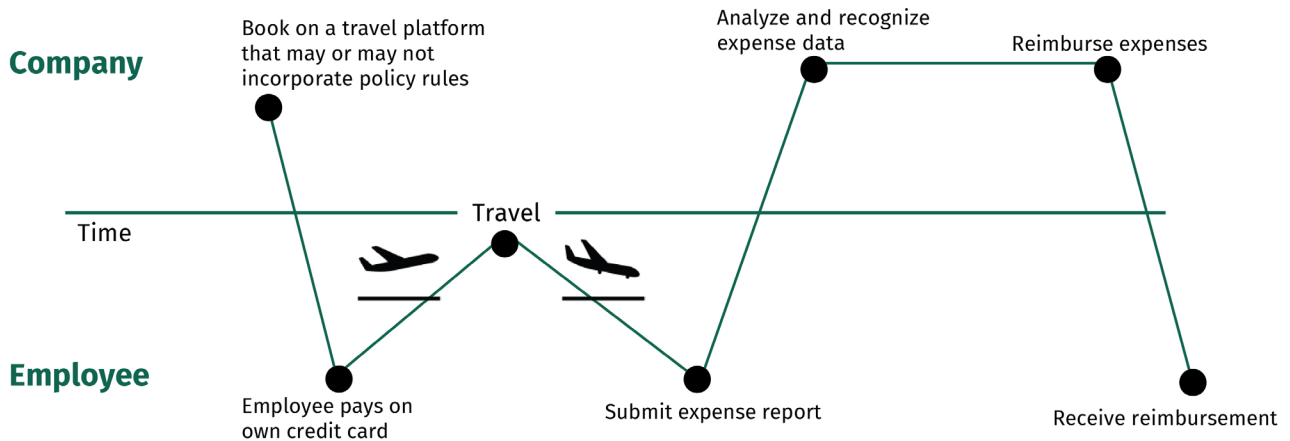 Company
Book on a travel platform
that may or may not
incorporate policy rules
Analyze and recognize
expense data
Reimburse expenses
Time
Travel
Employee
Employee pays on
own credit card
Submit expense report
Receive reimbursement